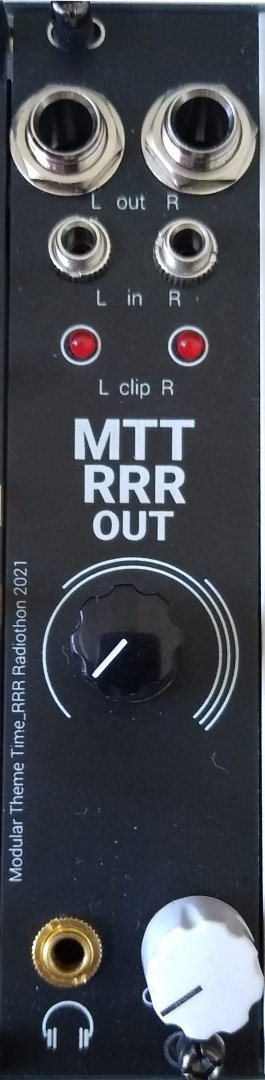 L out R
L in R
L clip R
MTT
RRR
OUT
Modular Theme Time_RRR Radiothon 2021